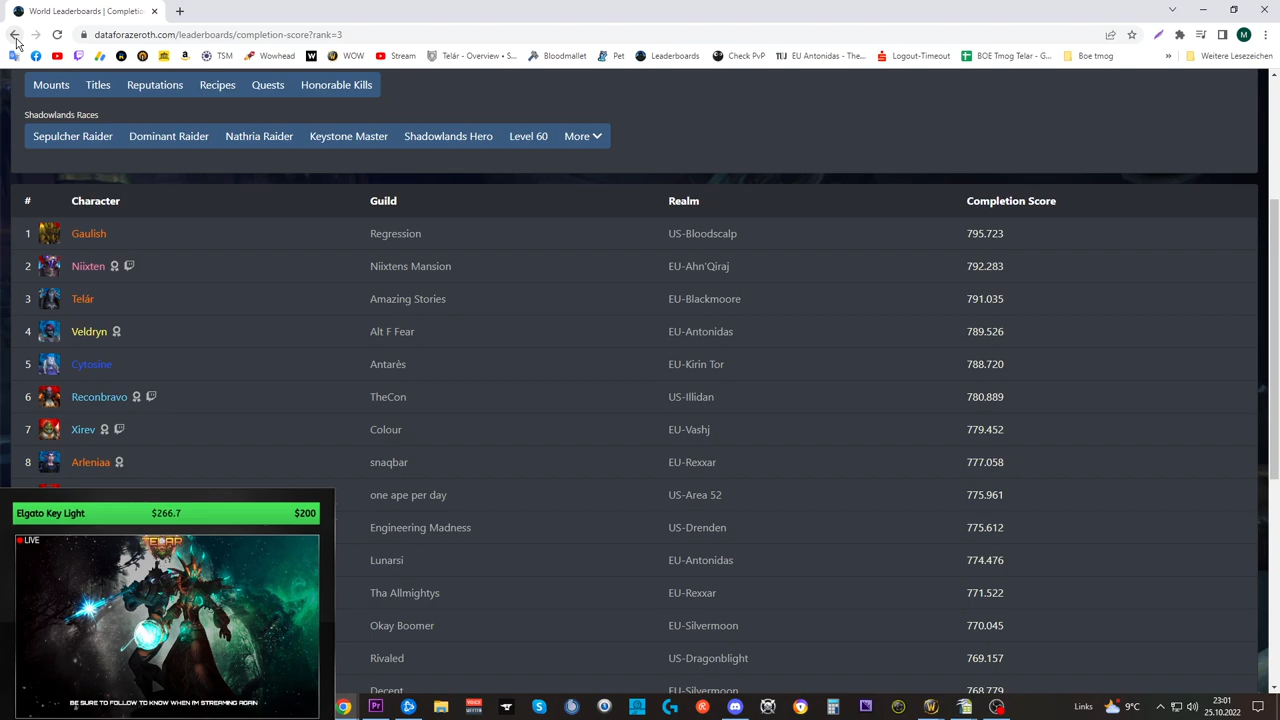 World Leaderboards | Completio
dataforazeroth.com/leaderboards/completion-score?rank=3
TSM Wowhead WOW Stream Telár - Overview • S... Bloodmallet Pet Leaderboards Check PvP EU Antonidas - The... Logout-Timeout BOE Tmog Telar - G... Boe tmog » Weitere Lesezeichen
Mounts Titles Reputations Recipes Quests Honorable Kills
Shadowlands Races
Sepulcher Raider Dominant Raider Nathria Raider Keystone Master Shadowlands Hero Level 60 More
# Character Guild Realm Completion Score
1 Gaulish Regression US-Bloodscalp 795.723
2 Niixten Niixtens Mansion EU-Ahn'Qiraj 792.283
3 Telár Amazing Stories EU-Blackmoore 791.035
4 Veldryn Alt F Fear EU-Antonidas 789.526
5 Cytosine Antarès EU-Kirin Tor 788.720
6 Reconbravo TheCon US-Illidan 780.889
7 Xirev Colour EU-Vashj 779.452
8 Arleniaa snaqbar EU-Rexxar 777.058
one ape per day US-Area 52 775.961
Engineering Madness US-Drenden 775.612
Lunarsi EU-Antonidas 774.476
Tha Allmightys EU-Rexxar 771.522
Okay Boomer EU-Silvermoon 770.045
Rivaled US-Dragonblight 769.157
Decent EU-Silvermoon 768.779
Elgato Key Light $266.7 $200
LIVE
TELAR
BE SURE TO FOLLOW TO KNOW WHEN IM STREAMING AGAIN
Links 9°C 23:01
25.10.2022